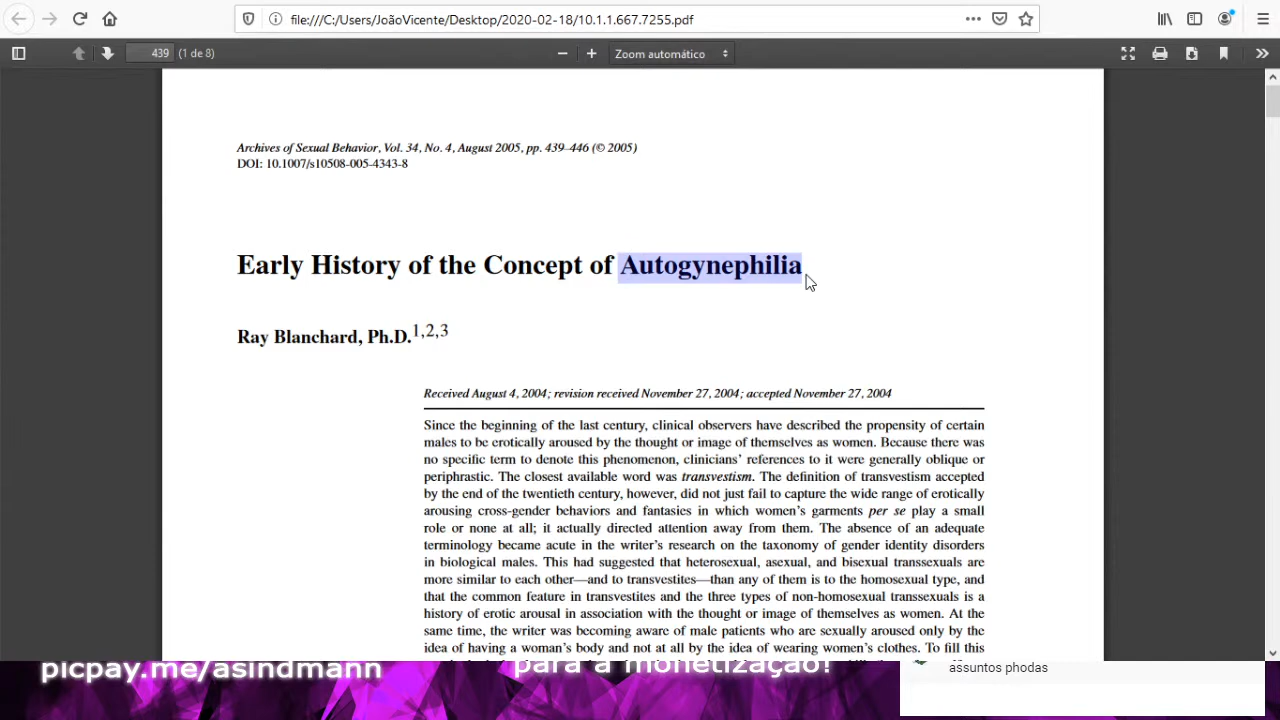 file:///C:/Users/JoãoVicente/Desktop/2020-02-18/10.1.1.667.7255.pdf
439 (1 de 8)
Zoom automático
Archives of Sexual Behavior, Vol. 34, No. 4, August 2005, pp. 439–446 (© 2005)
DOI: 10.1007/s10508-005-4343-8
Early History of the Concept of Autogynephilia
Ray Blanchard, Ph.D.1,2,3
Received August 4, 2004; revision received November 27, 2004; accepted November 27, 2004
Since the beginning of the last century, clinical observers have described the propensity of certain
males to be erotically aroused by the thought or image of themselves as women. Because there was
no specific term to denote this phenomenon, clinicians' references to it were generally oblique or
periphrastic. The closest available word was transvestism. The definition of transvestism accepted
by the end of the twentieth century, however, did not just fail to capture the wide range of erotically
arousing cross-gender behaviors and fantasies in which women's garments per se play a small
role or none at all; it actually directed attention away from them. The absence of an adequate
terminology became acute in the writer's research on the taxonomy of gender identity disorders
in biological males. This had suggested that heterosexual, asexual, and bisexual transsexuals are
more similar to each other—and to transvestites—than any of them is to the homosexual type, and
that the common feature in transvestites and the three types of non-homosexual transsexuals is a
history of erotic arousal in association with the thought or image of themselves as women. At the
same time, the writer was becoming aware of male patients who are sexually aroused only by the
idea of having a woman's body and not at all by the idea of wearing women's clothes. To fill this
picpay.me/asindmann
para a monetização!
assuntos phodas